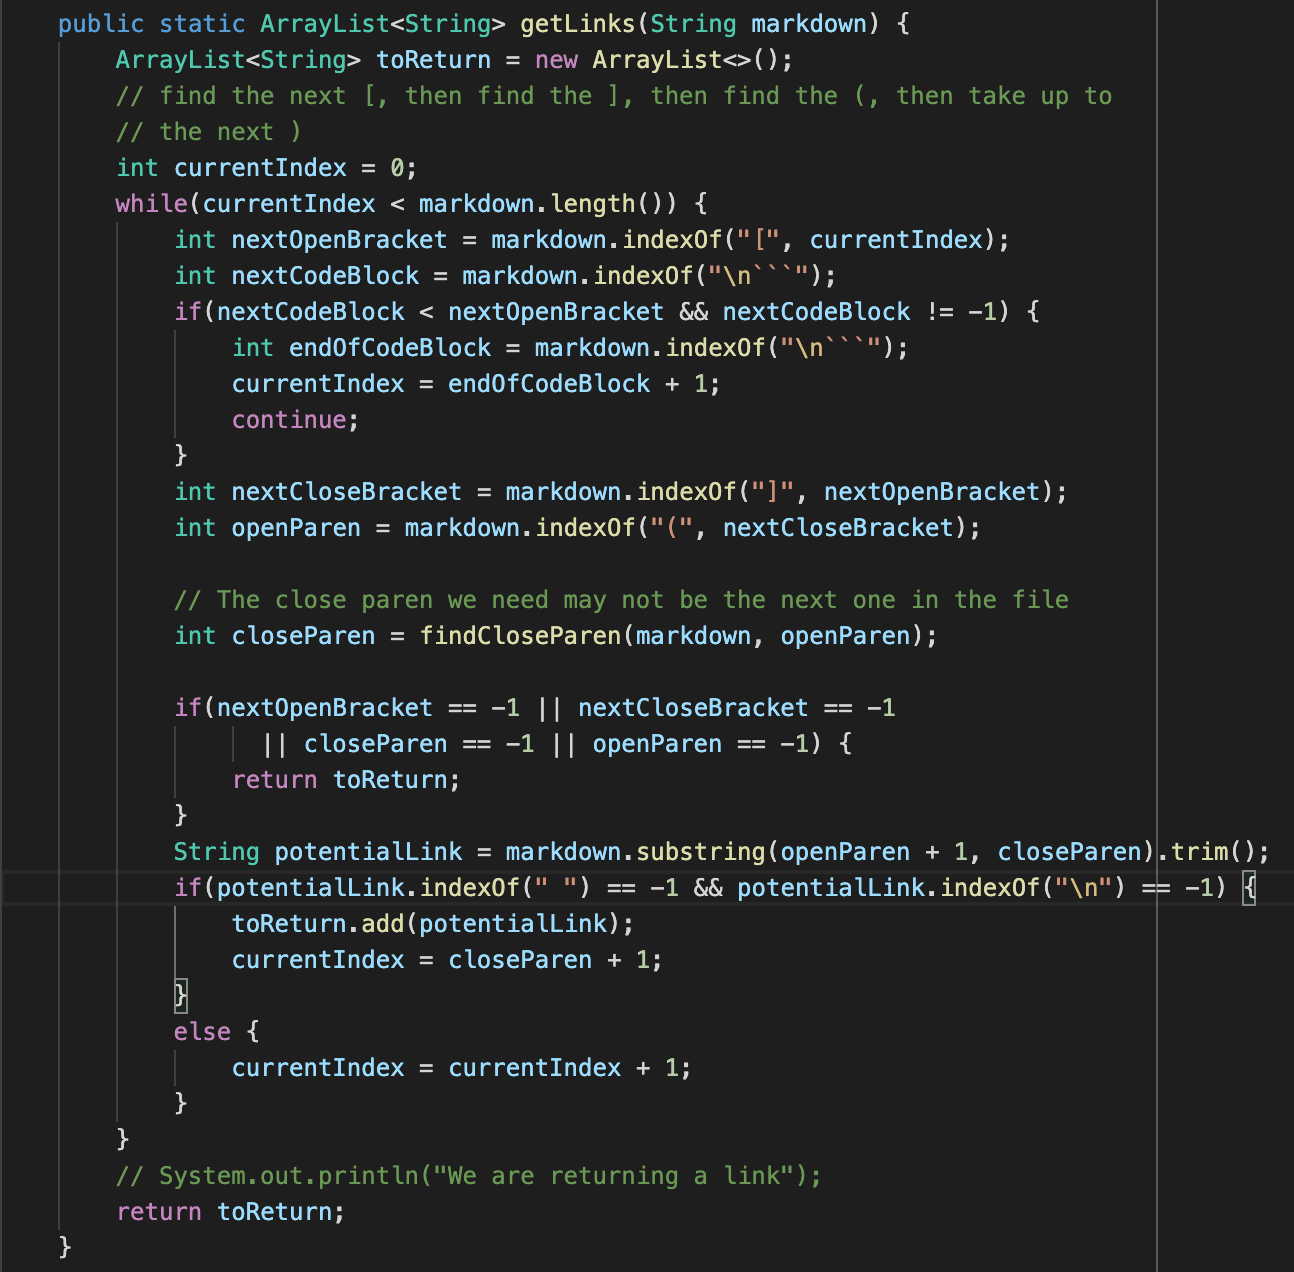 public static ArrayList<String> getLinks(String markdown) {
    ArrayList<String> toReturn = new ArrayList<>();
    // find the next [, then find the ], then find the (, then take up to
    // the next )
    int currentIndex = 0;
    while(currentIndex < markdown.length()) {
        int nextOpenBracket = markdown.indexOf("[", currentIndex);
        int nextCodeBlock = markdown.indexOf("\n```");
        if(nextCodeBlock < nextOpenBracket && nextCodeBlock != -1) {
            int endOfCodeBlock = markdown.indexOf("\n```");
            currentIndex = endOfCodeBlock + 1;
            continue;
        }
        int nextCloseBracket = markdown.indexOf("]", nextOpenBracket);
        int openParen = markdown.indexOf("(", nextCloseBracket);

        // The close paren we need may not be the next one in the file
        int closeParen = findCloseParen(markdown, openParen);

        if(nextOpenBracket == -1 || nextCloseBracket == -1
              || closeParen == -1 || openParen == -1) {
            return toReturn;
        }
        String potentialLink = markdown.substring(openParen + 1, closeParen).trim();
        if(potentialLink.indexOf(" ") == -1 && potentialLink.indexOf("\n") == -1) {
            toReturn.add(potentialLink);
            currentIndex = closeParen + 1;
        }
        else {
            currentIndex = currentIndex + 1;
        }
    }
    // System.out.println("We are returning a link");
    return toReturn;
}